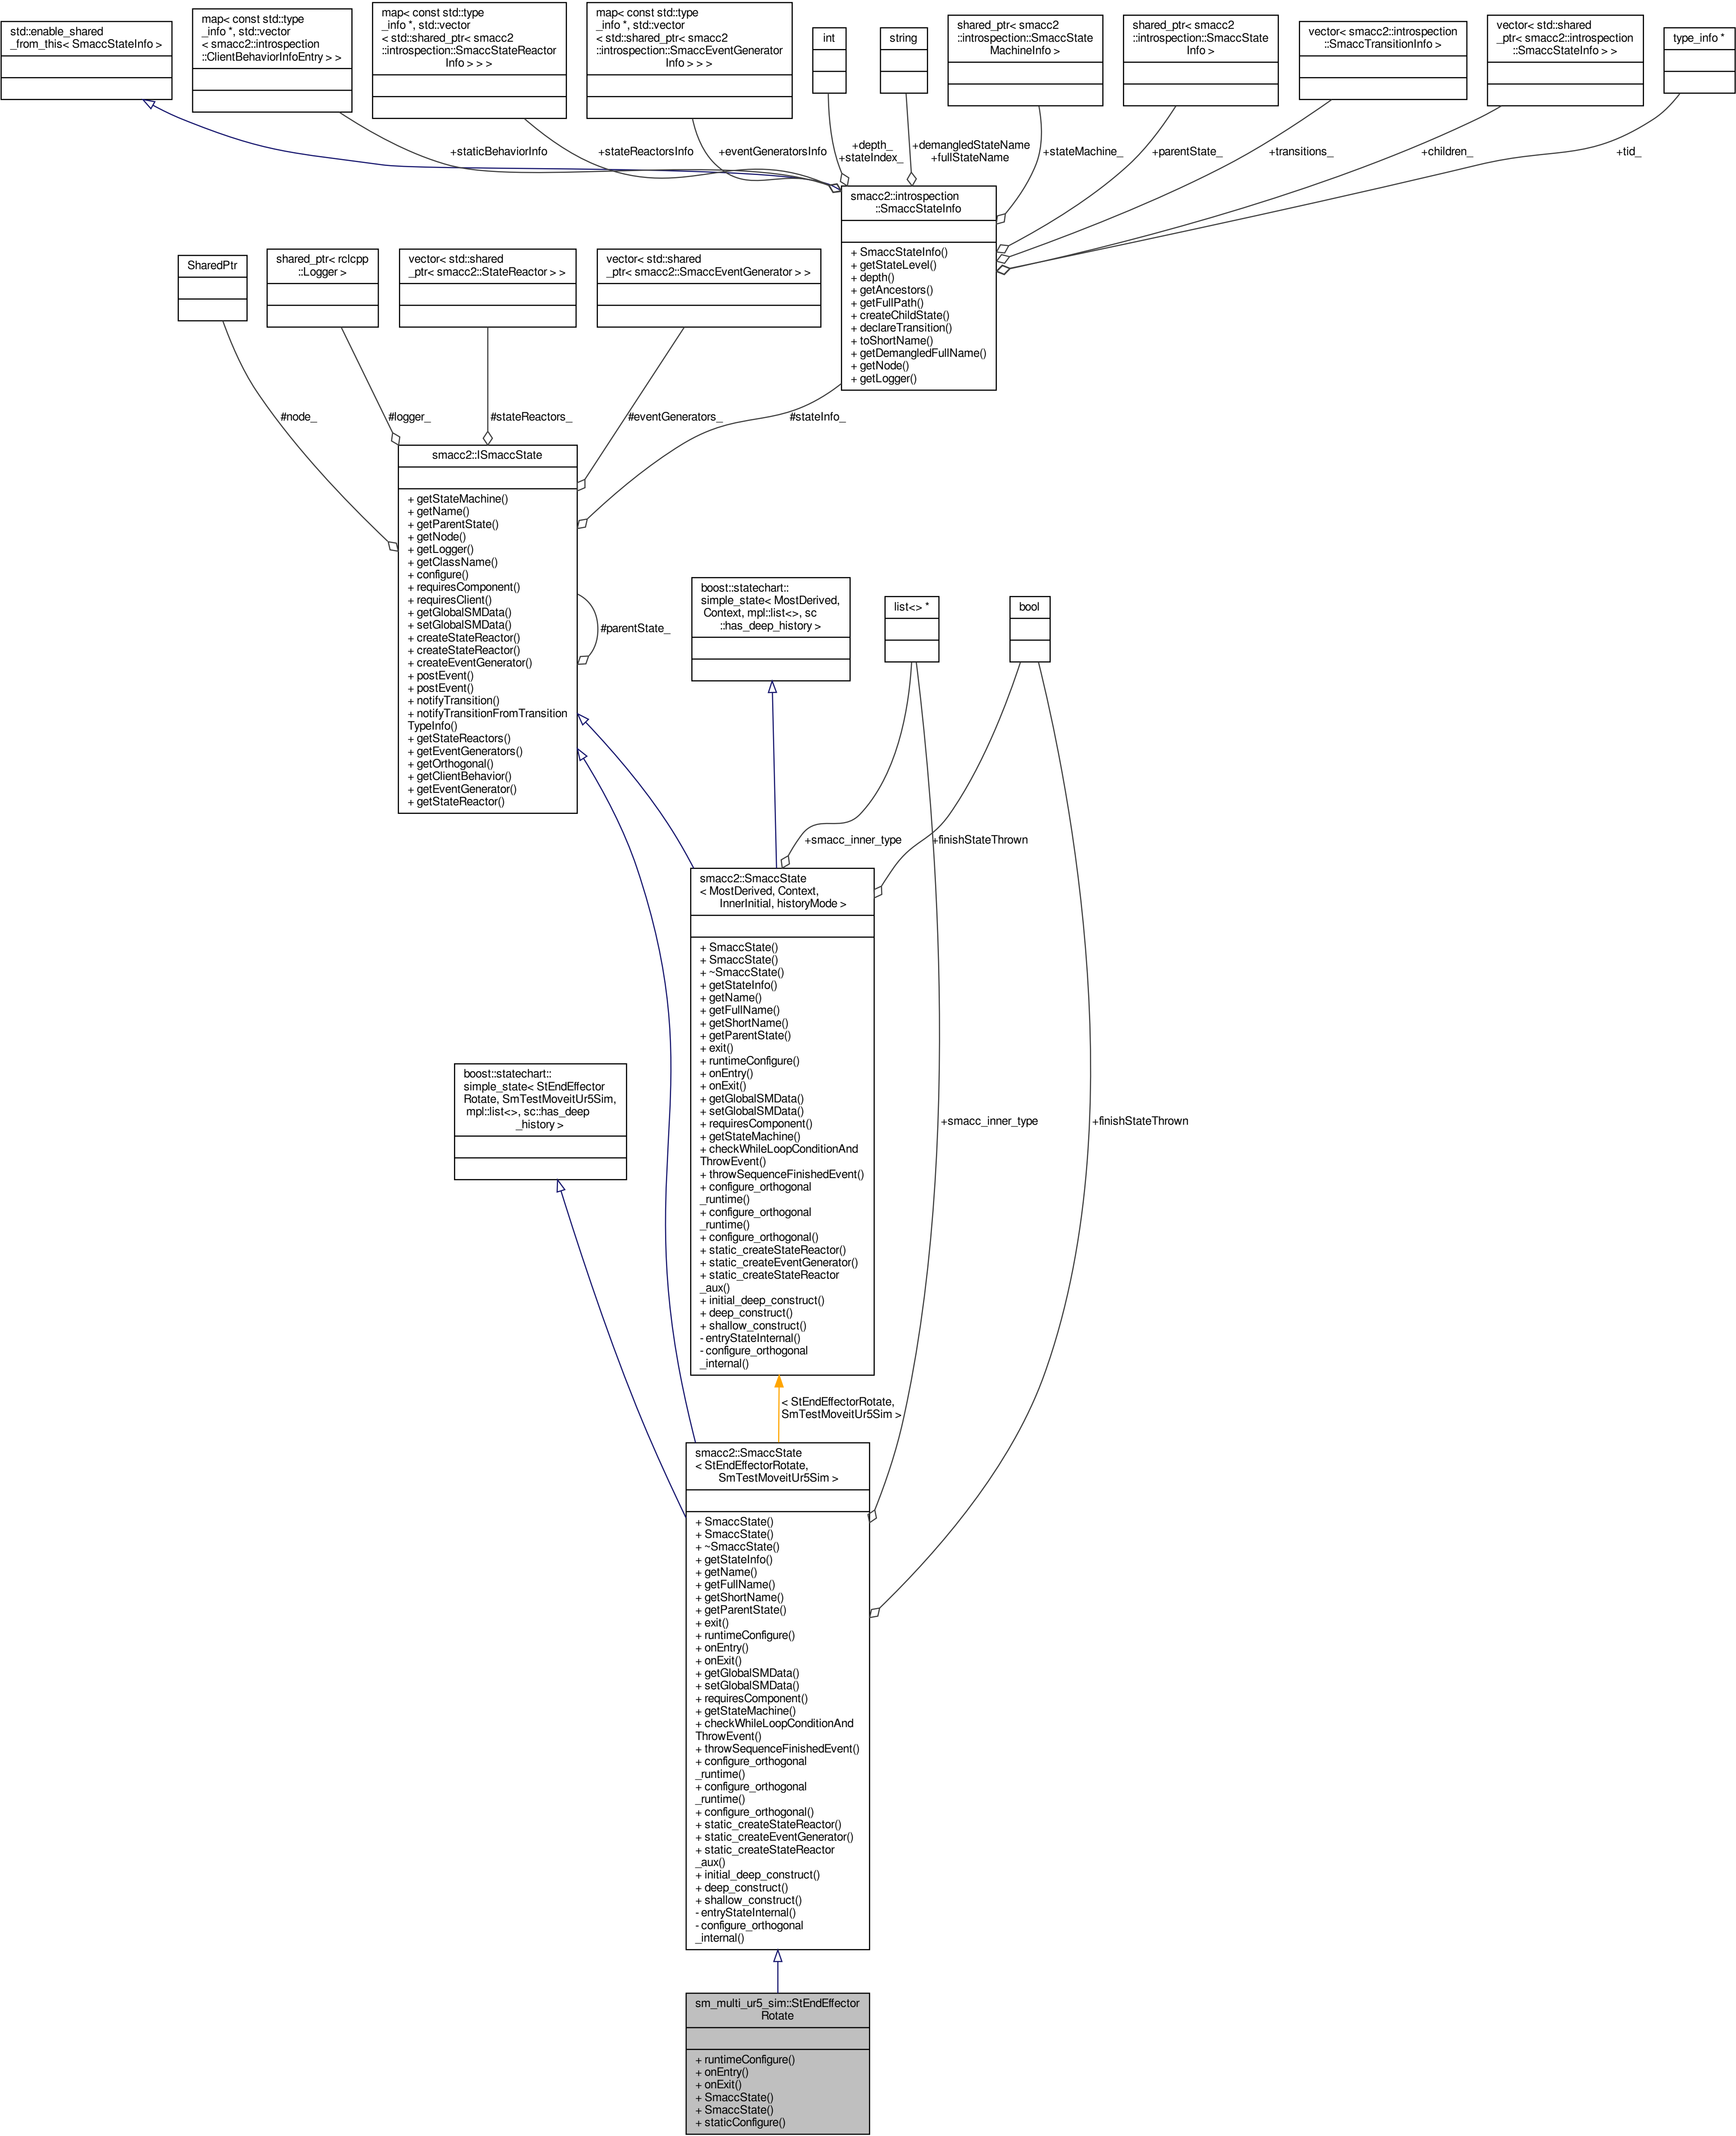 std::enable_shared
_from_this< SmaccStateInfo >
map< const std::type
_info *, std::vector
< smacc2::introspection
::ClientBehaviorInfoEntry > >
map< const std::type
_info *, std::vector
< std::shared_ptr< smacc2
::introspection::SmaccStateReactor
Info > > >
map< const std::type
_info *, std::vector
< std::shared_ptr< smacc2
::introspection::SmaccEventGenerator
Info > > >
int
string
shared_ptr< smacc2
::introspection::SmaccState
MachineInfo >
shared_ptr< smacc2
::introspection::SmaccState
Info >
vector< smacc2::introspection
::SmaccTransitionInfo >
vector< std::shared
_ptr< smacc2::introspection
::SmaccStateInfo > >
type_info *
+staticBehaviorInfo
+stateReactorsInfo
+eventGeneratorsInfo
+depth_
+stateIndex_
+demangledStateName
+fullStateName
+stateMachine_
+parentState_
+transitions_
+children_
+tid_
smacc2::introspection
::SmaccStateInfo
+ SmaccStateInfo()
+ getStateLevel()
+ depth()
+ getAncestors()
+ getFullPath()
+ createChildState()
+ declareTransition()
+ toShortName()
+ getDemangledFullName()
+ getNode()
+ getLogger()
SharedPtr
shared_ptr< rclcpp
::Logger >
vector< std::shared
_ptr< smacc2::StateReactor > >
vector< std::shared
_ptr< smacc2::SmaccEventGenerator > >
#node_
#logger_
#stateReactors_
#eventGenerators_
#stateInfo_
smacc2::ISmaccState
+ getStateMachine()
+ getName()
+ getParentState()
+ getNode()
+ getLogger()
+ getClassName()
+ configure()
+ requiresComponent()
+ requiresClient()
+ getGlobalSMData()
+ setGlobalSMData()
+ createStateReactor()
+ createStateReactor()
+ createEventGenerator()
+ postEvent()
+ postEvent()
+ notifyTransition()
+ notifyTransitionFromTransition
TypeInfo()
+ getStateReactors()
+ getEventGenerators()
+ getOrthogonal()
+ getClientBehavior()
+ getEventGenerator()
+ getStateReactor()
#parentState_
boost::statechart::
simple_state< MostDerived,
Context, mpl::list<>, sc
::has_deep_history >
list<> *
bool
+smacc_inner_type
+finishStateThrown
smacc2::SmaccState
< MostDerived, Context,
InnerInitial, historyMode >
+ SmaccState()
+ SmaccState()
+ ~SmaccState()
+ getStateInfo()
+ getName()
+ getFullName()
+ getShortName()
+ getParentState()
+ exit()
+ runtimeConfigure()
+ onEntry()
+ onExit()
+ getGlobalSMData()
+ setGlobalSMData()
+ requiresComponent()
+ getStateMachine()
+ checkWhileLoopConditionAnd
ThrowEvent()
+ throwSequenceFinishedEvent()
+ configure_orthogonal
_runtime()
+ configure_orthogonal
_runtime()
+ configure_orthogonal()
+ static_createStateReactor()
+ static_createEventGenerator()
+ static_createStateReactor
_aux()
+ initial_deep_construct()
+ deep_construct()
+ shallow_construct()
- entryStateInternal()
- configure_orthogonal
_internal()
boost::statechart::
simple_state< StEndEffector
Rotate, SmTestMoveitUr5Sim,
mpl::list<>, sc::has_deep
_history >
+smacc_inner_type
+finishStateThrown
< StEndEffectorRotate,
SmTestMoveitUr5Sim >
smacc2::SmaccState
< StEndEffectorRotate,
SmTestMoveitUr5Sim >
+ SmaccState()
+ SmaccState()
+ ~SmaccState()
+ getStateInfo()
+ getName()
+ getFullName()
+ getShortName()
+ getParentState()
+ exit()
+ runtimeConfigure()
+ onEntry()
+ onExit()
+ getGlobalSMData()
+ setGlobalSMData()
+ requiresComponent()
+ getStateMachine()
+ checkWhileLoopConditionAnd
ThrowEvent()
+ throwSequenceFinishedEvent()
+ configure_orthogonal
_runtime()
+ configure_orthogonal
_runtime()
+ configure_orthogonal()
+ static_createStateReactor()
+ static_createEventGenerator()
+ static_createStateReactor
_aux()
+ initial_deep_construct()
+ deep_construct()
+ shallow_construct()
- entryStateInternal()
- configure_orthogonal
_internal()
sm_multi_ur5_sim::StEndEffector
Rotate
+ runtimeConfigure()
+ onEntry()
+ onExit()
+ SmaccState()
+ SmaccState()
+ staticConfigure()